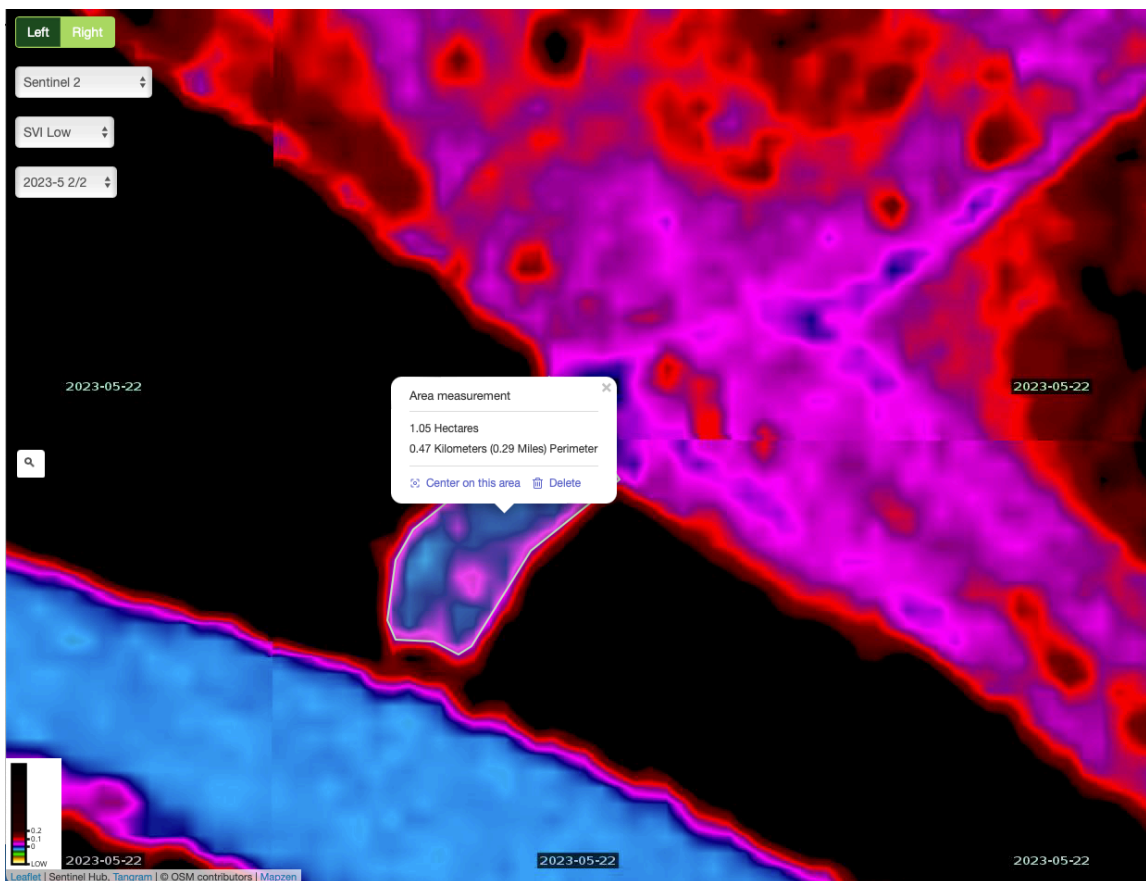 Left Right
Sentinel 2
SVI Low
2023-5 2/2
2023-05-22
2023-05-22
Area measurement
1.05 Hectares
0.47 Kilometers (0.29 Miles) Perimeter
Center on this area Delete
0.2
0.1
0
LOW
2023-05-22
2023-05-22
2023-05-22
Leaflet | Sentinel Hub, Tangram | © OSM contributors | Mapzen